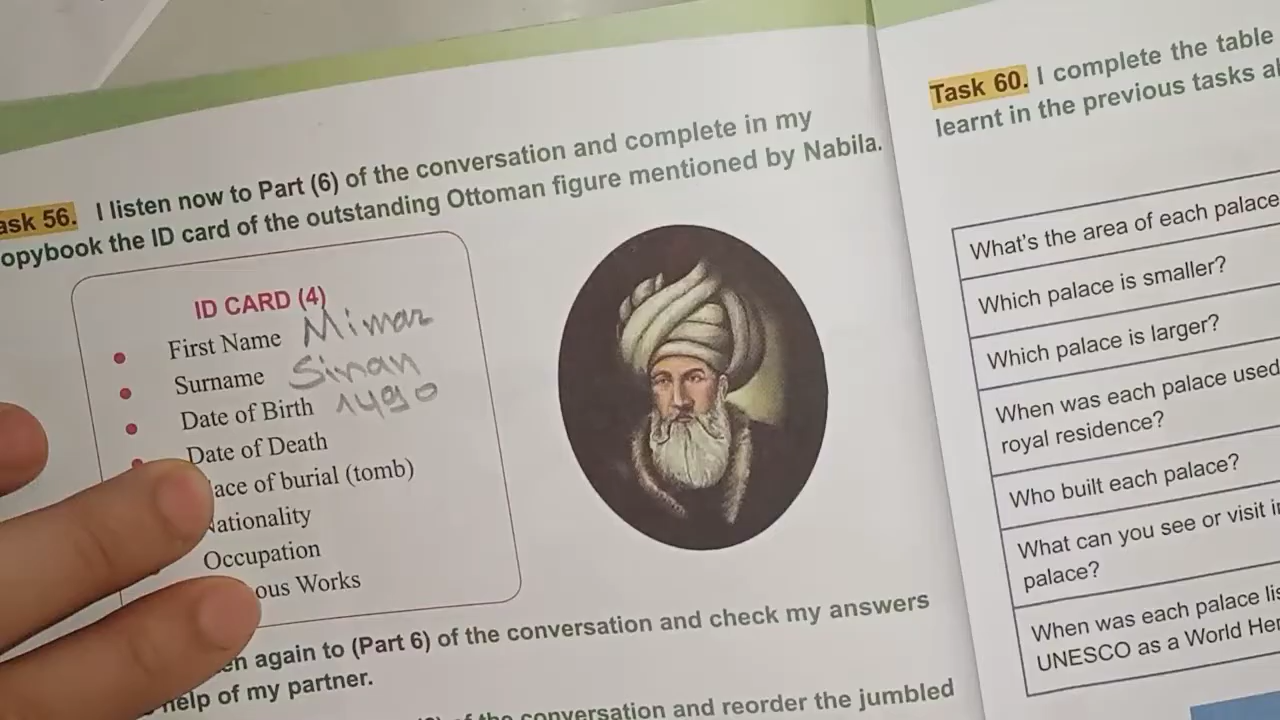 ask 56. I listen now to Part (6) of the conversation and complete in my
opybook the ID card of the outstanding Ottoman figure mentioned by Nabila.
ID CARD (4)
First Name Mimar
Surname Sinan
Date of Birth 1490
Date of Death
ace of burial (tomb)
Nationality
Occupation
ous Works
en again to (Part 6) of the conversation and check my answers
help of my partner.
of the conversation and reorder the jumbled
Task 60. I complete the table
learnt in the previous tasks
What's the area of each palace
Which palace is smaller?
Which palace is larger?
When was each palace used
royal residence?
Who built each palace?
What can you see or visit
palace?
When was each palace
UNESCO as a World